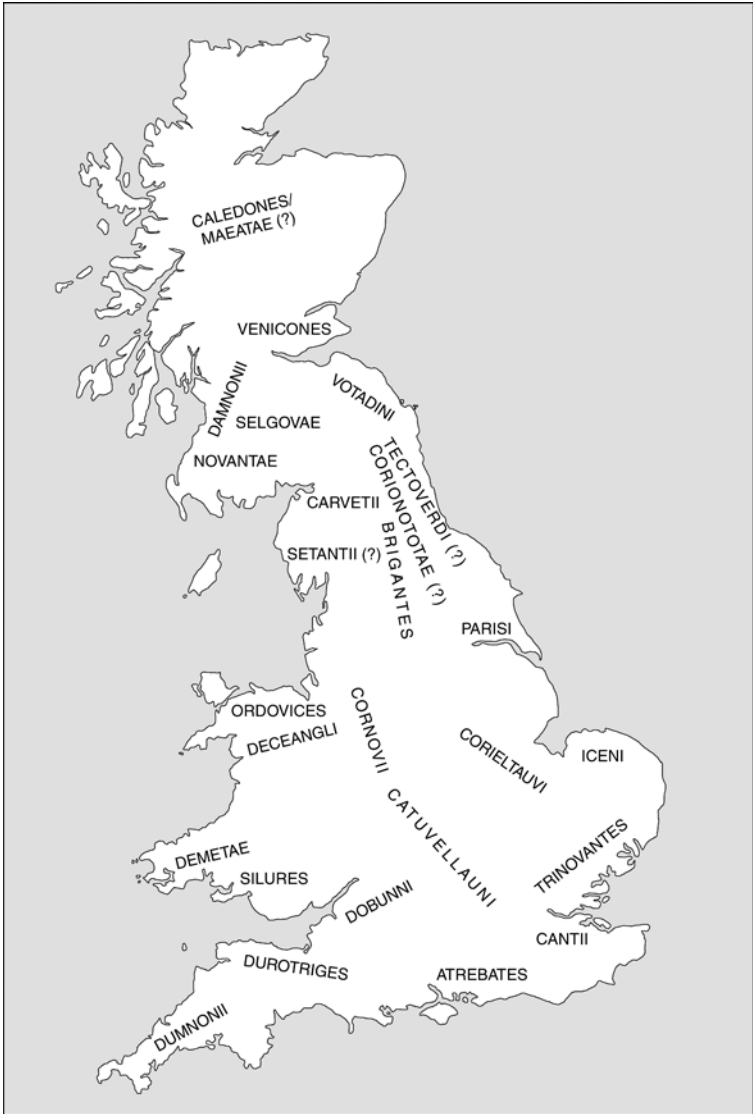 CALEDONES/
MAEATAE (?)
VENICONES
DAMNONII
VOTADINI
SELGOVAE
NOVANTAE
TECTOVERDI (?)
CORIONOTOTAE (?)
CARVETII
BRIGANTES
SETANTII (?)
PARISI
ORDOVICES
DECEANGLI
CORNOVII
CORIELTAUVI
ICENI
CATUVELLAUNI
TRINOVANTES
DEMETAE
SILURES
DOBUNNI
CANTII
DUROTRIGES
ATREBATES
DUMNONII